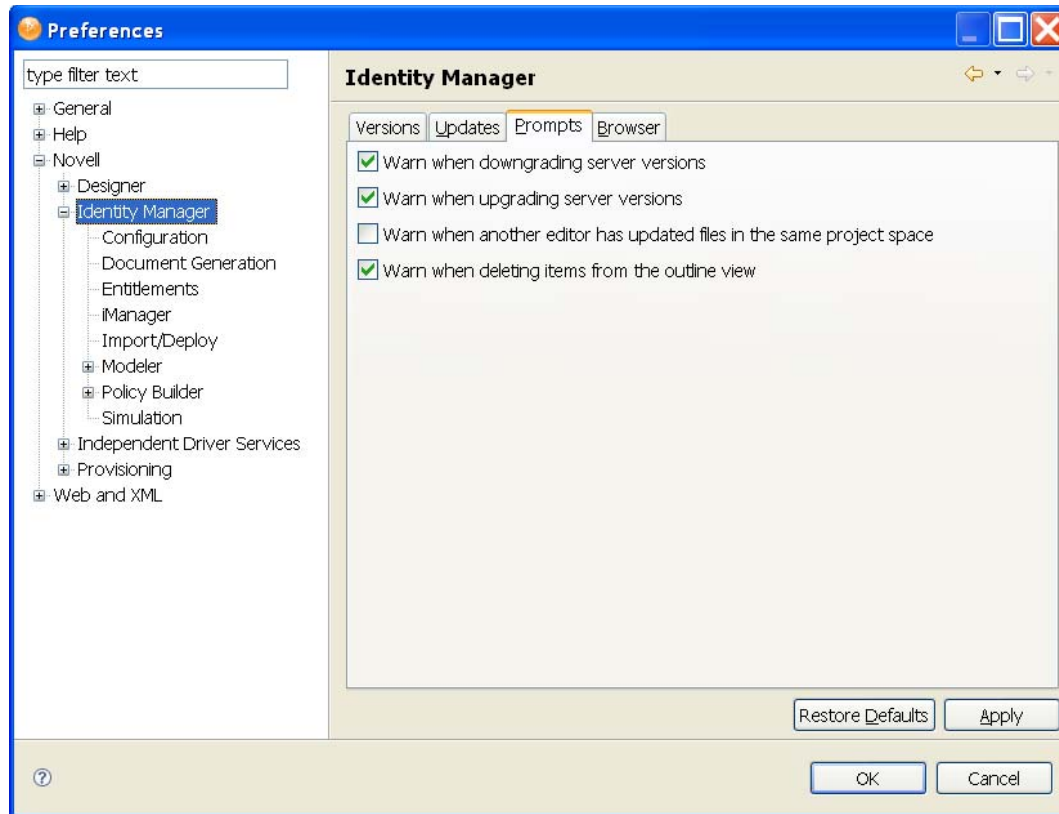 Preferences
type filter text
General
Help
Novell
Designer
Identity Manager
Configuration
Document Generation
Entitlements
iManager
Import/Deploy
Modeler
Policy Builder
Simulation
Independent Driver Services
Provisioning
Web and XML
Identity Manager
Versions Updates Prompts Browser
Warn when downgrading server versions
Warn when upgrading server versions
Warn when another editor has updated files in the same project space
Warn when deleting items from the outline view
Restore Defaults Apply
? OK Cancel